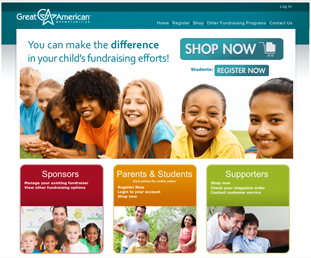 Log In
Great American
OPPORTUNITIES
Home | Register | Shop | Other Fundraising Programs | Contact Us
You can make the difference
in your child's fundraising efforts!
SHOP NOW
Students: REGISTER NOW
Sponsors
Manage your existing fundraiser
View other fundraising options
Parents & Students
Earn prizes for online sales!
Register Now
Login to your account
Shop now
Supporters
Shop now
Check your magazine order
Contact customer service